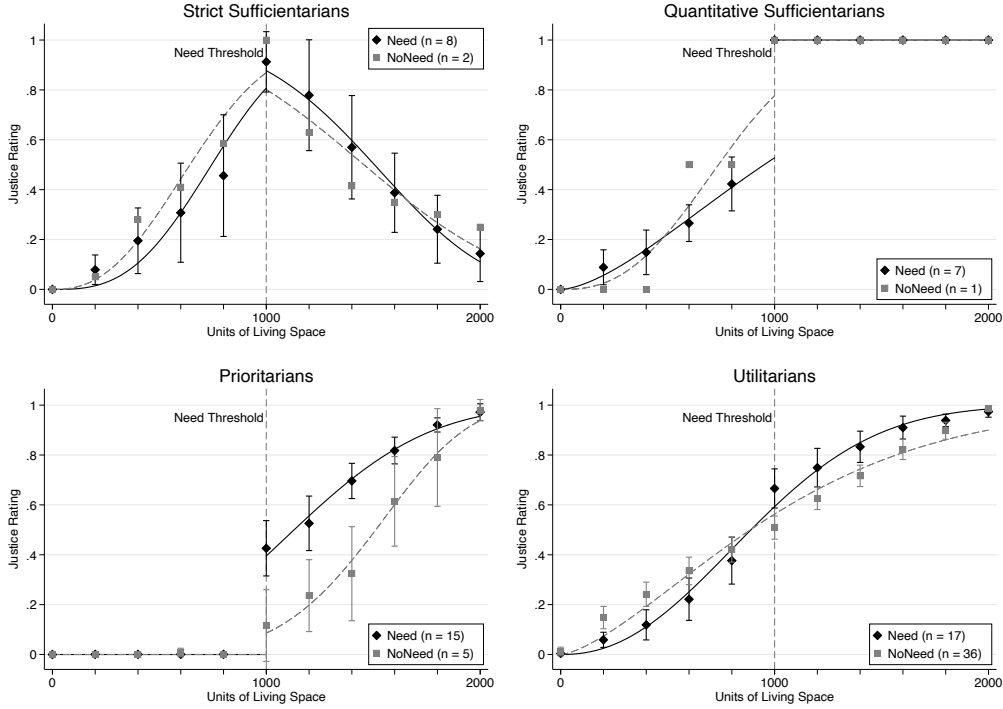 Strict Sufficientarians
Need Threshold
Need (n = 8)
NoNeed (n = 2)
Justice Rating
1
.8
.6
.4
.2
0
0
1000
2000
Units of Living Space
Quantitative Sufficientarians
Need Threshold
Need (n = 7)
NoNeed (n = 1)
Justice Rating
1
.8
.6
.4
.2
0
0
1000
2000
Units of Living Space
Prioritarians
Need Threshold
Need (n = 15)
NoNeed (n = 5)
Justice Rating
1
.8
.6
.4
.2
0
0
1000
2000
Units of Living Space
Utilitarians
Need Threshold
Need (n = 17)
NoNeed (n = 36)
Justice Rating
1
.8
.6
.4
.2
0
0
1000
2000
Units of Living Space